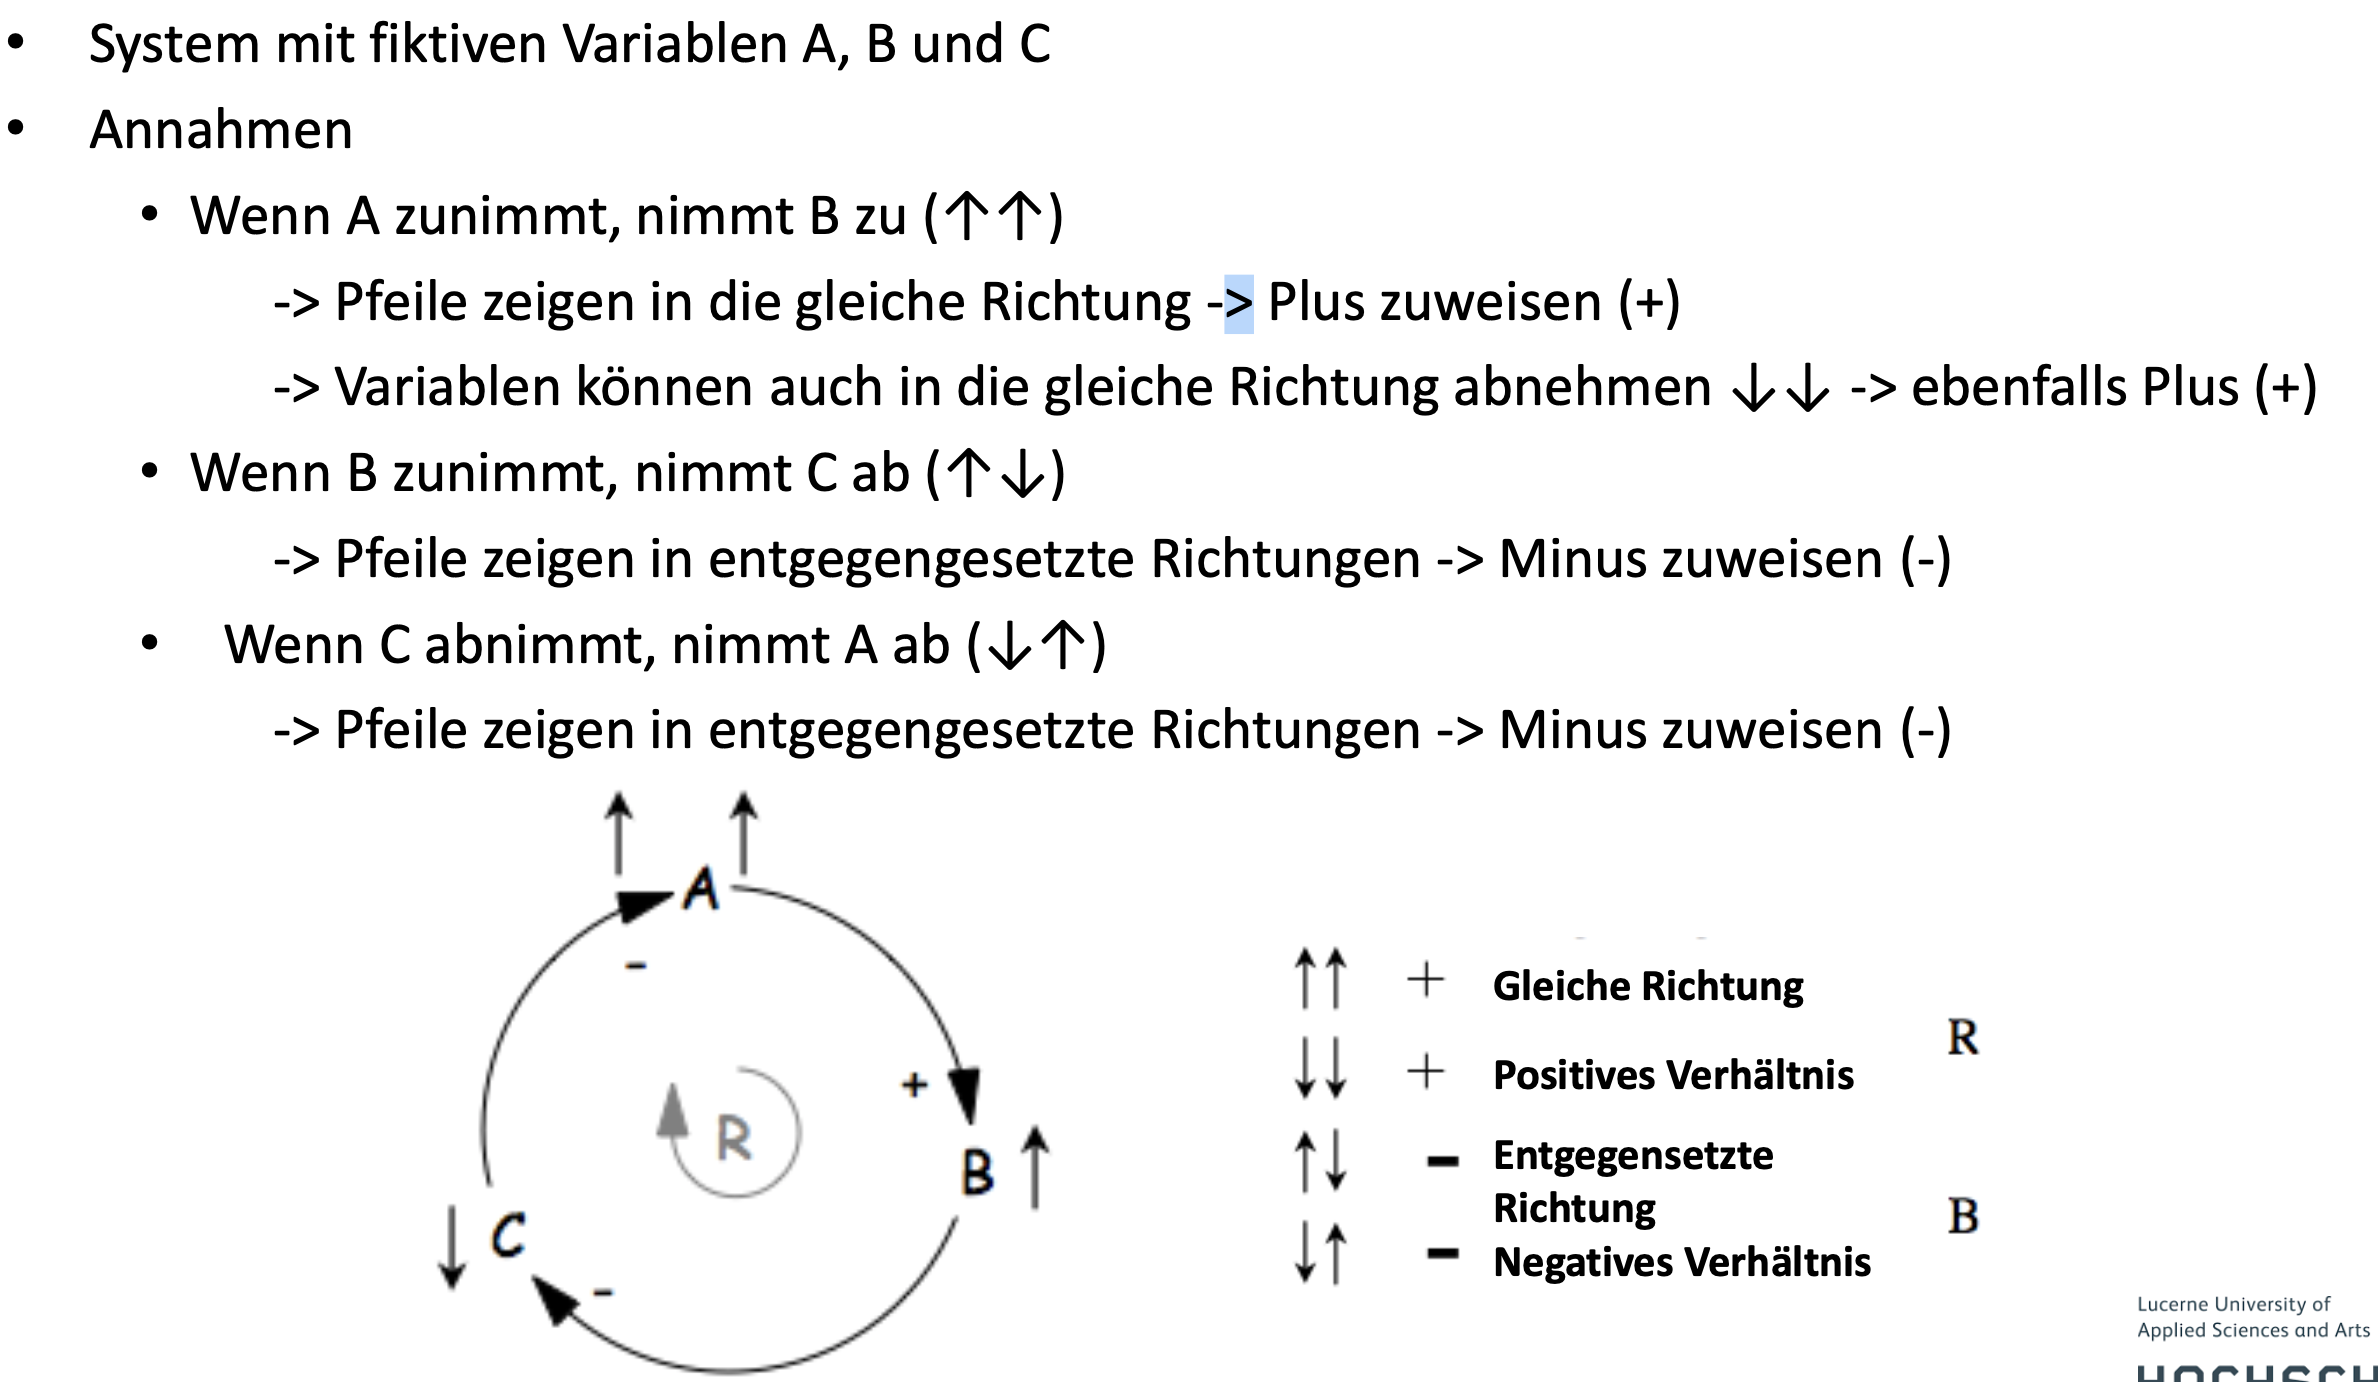 • System mit fiktiven Variablen A, B und C
• Annahmen
• Wenn A zunimmt, nimmt B zu (↑↑)
-> Pfeile zeigen in die gleiche Richtung -> Plus zuweisen (+)
-> Variablen können auch in die gleiche Richtung abnehmen ↓↓ -> ebenfalls Plus (+)
• Wenn B zunimmt, nimmt C ab (↑↓)
-> Pfeile zeigen in entgegengesetzte Richtungen -> Minus zuweisen (-)
• Wenn C abnimmt, nimmt A ab (↓↑)
-> Pfeile zeigen in entgegengesetzte Richtungen -> Minus zuweisen (-)
↑ ↑
A
-
+
R
B ↑
↓ C
-
↑↑ + Gleiche Richtung
R
↓↓ + Positives Verhältnis
↑↓ - Entgegensetzte
Richtung
B
↓↑ - Negatives Verhältnis
Lucerne University of
Applied Sciences and Arts